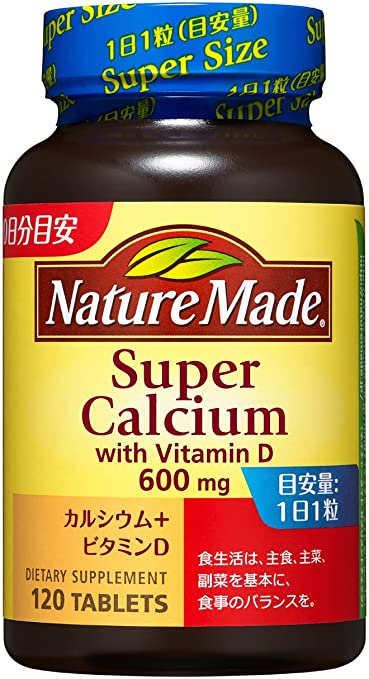 Super Size
1日1粒（目安量）
Super Size
日分目安
Nature Made®
Super
Calcium
with Vitamin D
600 mg
目安量:
1日1粒
カルシウム+
ビタミンD
DIETARY SUPPLEMENT
120 TABLETS
食生活は、主食、主菜、
副菜を基本に、
食事のバランスを。